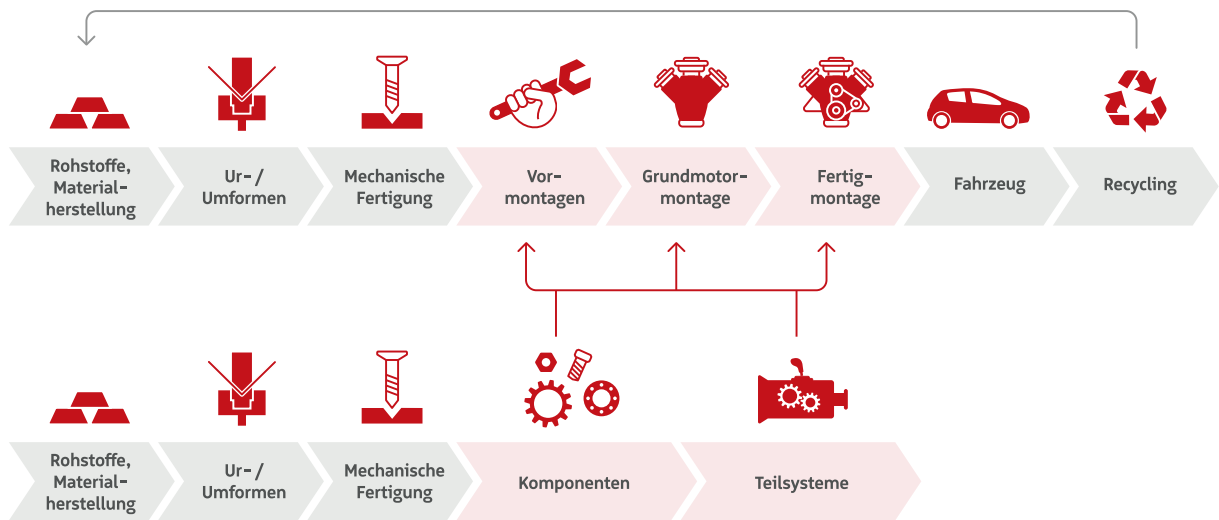 Rohstoffe,
Material-
herstellung
Ur- /
Umformen
Mechanische
Fertigung
Vor-
montagen
Grundmotor-
montage
Fertig-
montage
Fahrzeug
Recycling
Rohstoffe,
Material-
herstellung
Ur- /
Umformen
Mechanische
Fertigung
Komponenten
Teilsysteme